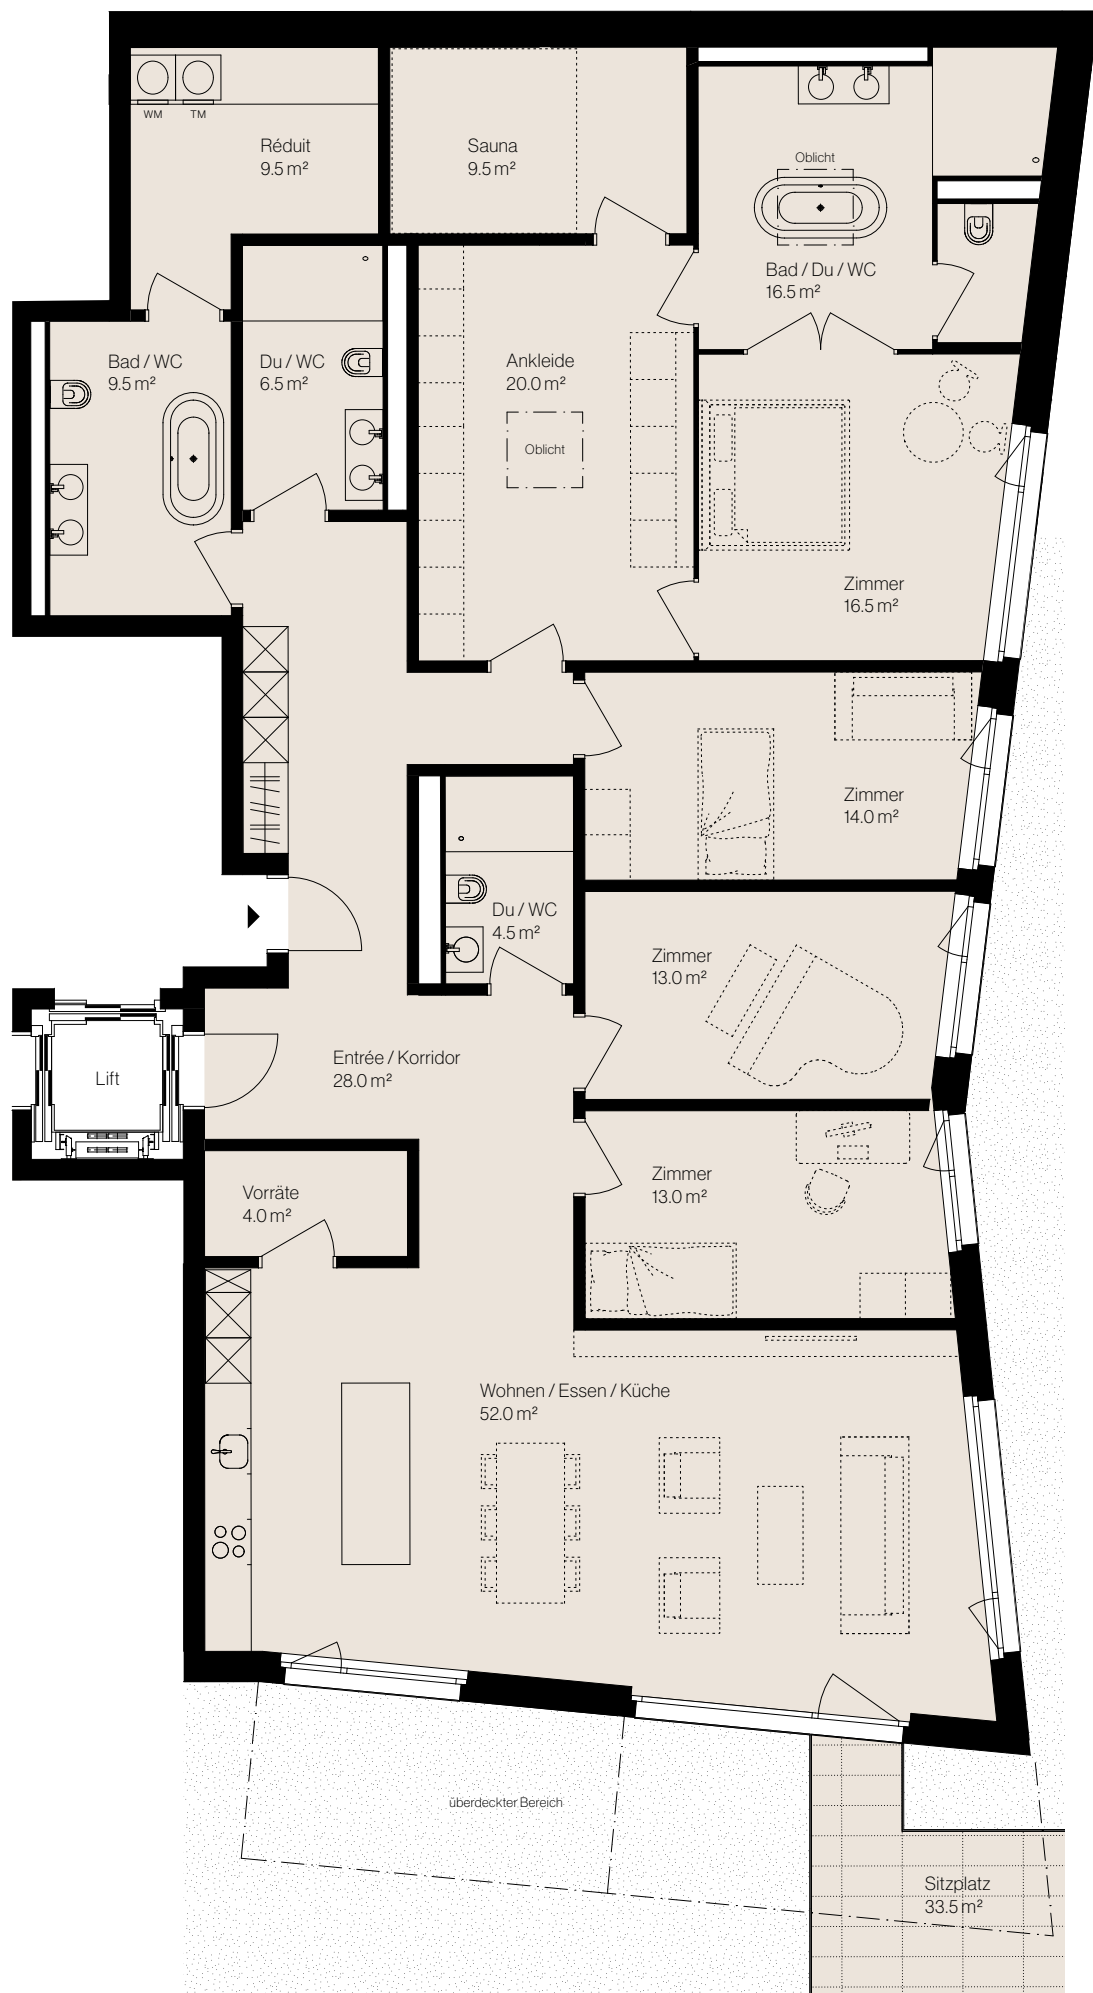 WM
TM
Réduit
9.5 m²
Sauna
9.5 m²
Oblicht
Bad / Du / WC
16.5 m²
Bad / WC
9.5 m²
Du / WC
6.5 m²
Ankleide
20.0 m²
Oblicht
Zimmer
16.5 m²
Zimmer
14.0 m²
Du / WC
4.5 m²
Zimmer
13.0 m²
Entrée / Korridor
28.0 m²
Lift
Zimmer
13.0 m²
Vorräte
4.0 m²
Wohnen / Essen / Küche
52.0 m²
überdeckter Bereich
Sitzplatz
33.5 m²